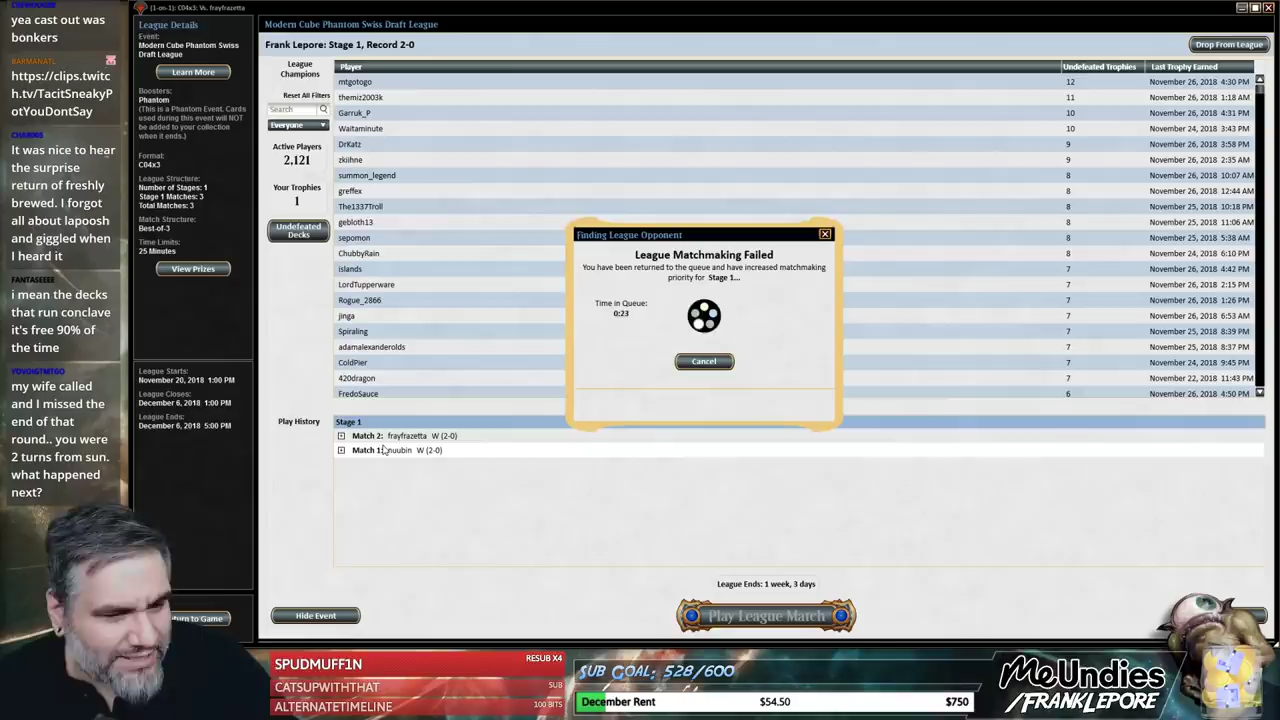 CHEVYDUDEE
yea cast out own
bonkers
BARMANATL
https://clips.twitc
h.tv/TacitSneakyP
otYouDontSay
It was nice to hear
the surprise
return of freshly
brewed. I forgot
all about laposh
and giggled when
I heard it
FANTASEEEE
i mean the decks
that run conclave
it's free 90% of
the time
YOVOIGTMTGO
my wife called
and I missed the
end of that
round.. you were
2 turns from sun.
what happened
next?
(1-on-1): C04x3: Vs. frayfrazetta
League Details
Event:
Modern Cube Phantom Swiss
Draft League
Learn More
Boosters:
Phantom
(This is a Phantom Event. Cards
used during this event will NOT
be added to your collection
when it ends.)
Format:
C04x3
League Structure:
Number of Stages: 1
Stage 1 Matches: 3
Total Matches: 3
Match Structure:
Best-of-3
Time Limits:
25 Minutes
View Prizes
League Starts:
November 20, 2018 1:00 PM
League Closes:
December 6, 2018 1:00 PM
League Ends:
December 6, 2018 5:00 PM
turn to Game
Modern Cube Phantom Swiss Draft League
Frank Lepore: Stage 1, Record 2-0
Drop From League
League
Champions
Reset All Filters
Search
Everyone
Active Players
2,121
Your Trophies
1
Undefeated
Decks
Player Undefeated Trophies Last Trophy Earned
mtgotogo 12 November 26, 2018 4:30 PM
themiz2003k 11 November 26, 2018 1:18 AM
Garruk_P 10 November 26, 2018 4:31 PM
Waitaminute 10 November 24, 2018 3:43 PM
DrKatz 9 November 26, 2018 3:58 PM
zkiihne 9 November 26, 2018 2:35 AM
summon_legend 8 November 26, 2018 10:07 AM
greffex 8 November 26, 2018 12:44 AM
The1337Troll 8 November 25, 2018 10:18 PM
gebloth13 8 November 25, 2018 11:06 AM
sepomon 8 November 25, 2018 5:38 AM
ChubbyRain 8 November 24, 2018 6:10 PM
islands 7 November 26, 2018 4:42 PM
LordTupperware 7 November 26, 2018 2:15 PM
Rogue_2866 7 November 26, 2018 1:26 PM
jinga 7 November 26, 2018 6:53 AM
Spiraling 7 November 25, 2018 8:39 PM
adamalexanderolds 7 November 25, 2018 8:37 PM
ColdPier 7 November 24, 2018 9:45 PM
420dragon 7 November 22, 2018 11:43 PM
FredoSauce 6 November 26, 2018 4:50 PM
Finding League Opponent
League Matchmaking Failed
You have been returned to the queue and have increased matchmaking
priority for Stage 1...
Time in Queue:
0:23
Cancel
Play History
Stage 1
Match 2: frayfrazetta W (2-0)
Match 1: nuubin W (2-0)
League Ends: 1 week, 3 days
Hide Event
Play League Match
SPUDMUFF1N RESUB X4
CATSUPWITHTHAT SUB
ALTERNATETIMELINE 100 BITS
SUB GOAL: 528/600
December Rent $54.50 $750
MeUndies
/FRANKLEPORE